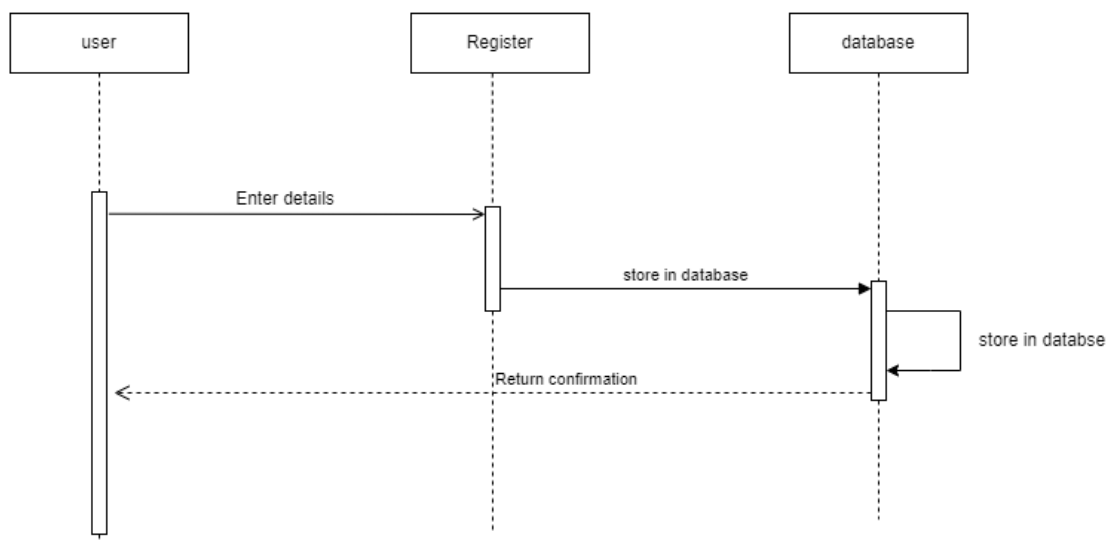 user
Register
database
Enter details
store in database
store in databse
Return confirmation